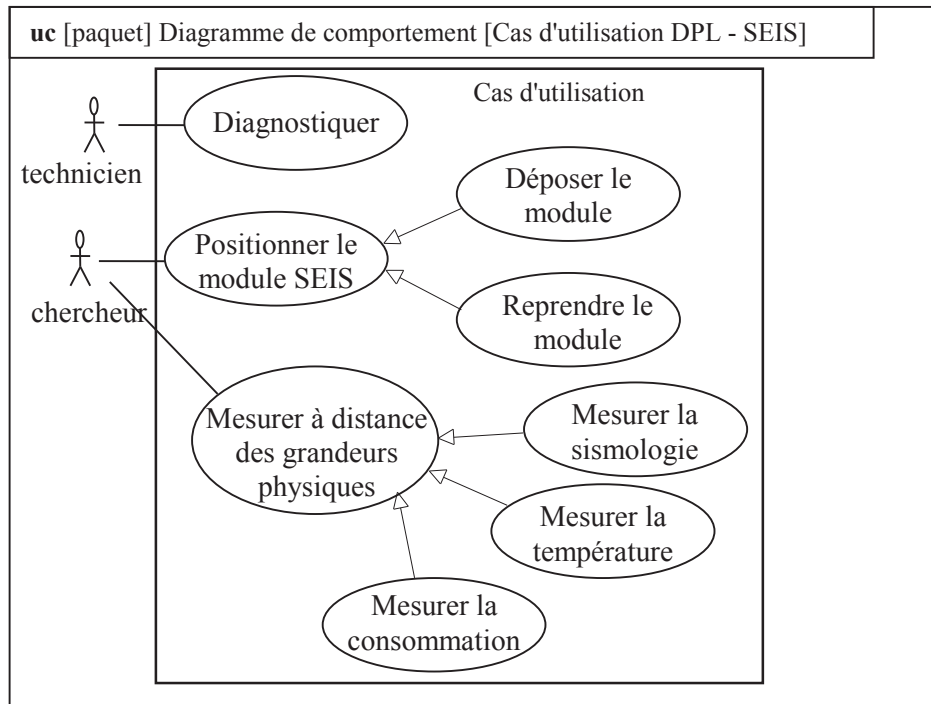 uc [paquet] Diagramme de comportement [Cas d'utilisation DPL - SEIS]
Cas d'utilisation
Diagnostiquer
technicien
Déposer le
module
Positionner le
module SEIS
chercheur
Reprendre le
module
Mesurer à distance
des grandeurs
physiques
Mesurer la
sismologie
Mesurer la
température
Mesurer la
consommation